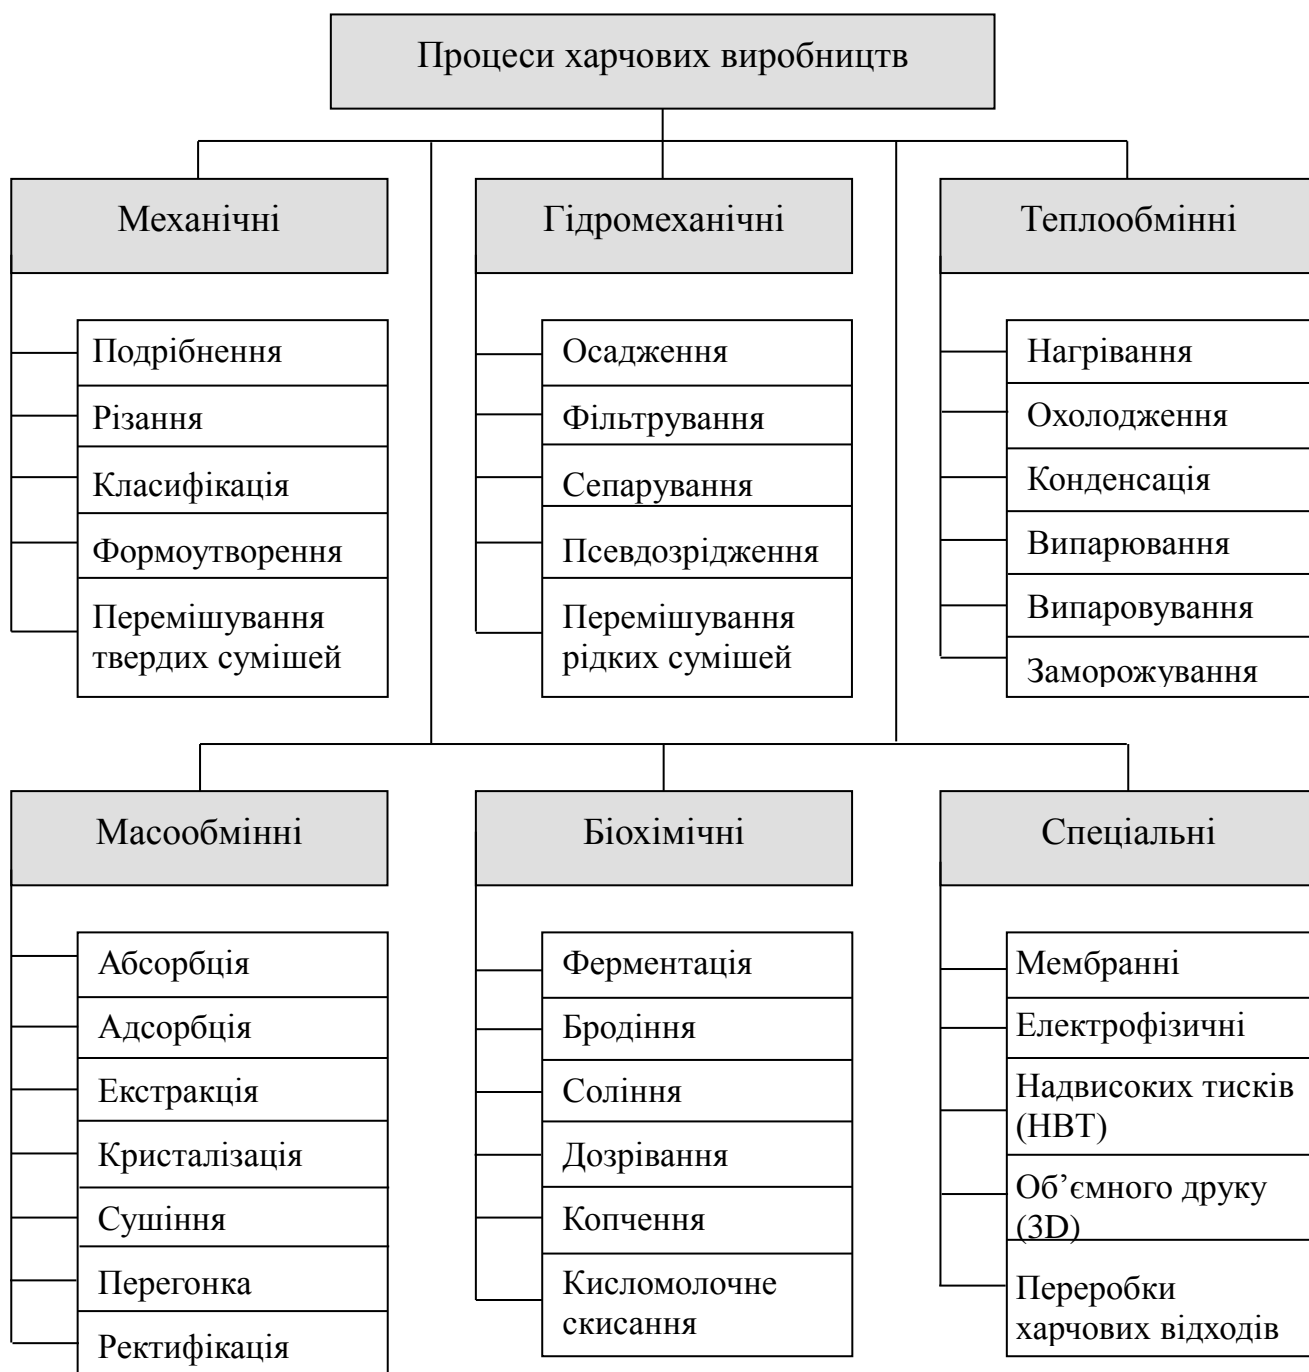 Процеси харчових виробництв
Механічні
Подрібнення
Різання
Класифікація
Формоутворення
Перемішування
твердих сумішей
Гідромеханічні
Осадження
Фільтрування
Сепарування
Псевдозрідження
Перемішування
рідких сумішей
Теплообмінні
Нагрівання
Охолодження
Конденсація
Випарювання
Випаровування
Заморожування
Масообмінні
Абсорбція
Адсорбція
Екстракція
Кристалізація
Сушіння
Перегонка
Ректифікація
Біохімічні
Ферментація
Бродіння
Соління
Дозрівання
Копчення
Кисломолочне
скисання
Спеціальні
Мембранні
Електрофізичні
Надвисоких тисків
(НВТ)
Об’ємного друку
(3D)
Переробки
харчових відходів